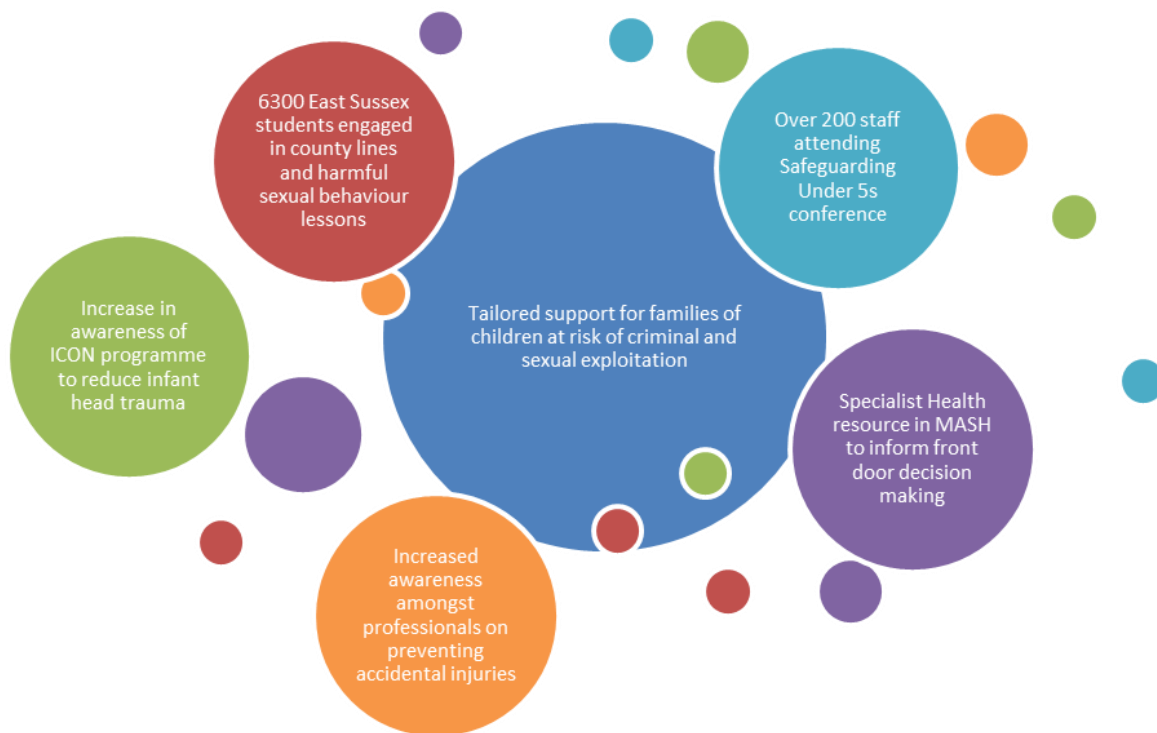 6300 East Sussex
students engaged
in county lines
and harmful
sexual behaviour
lessons
Over 200 staff
attending
Safeguarding
Under 5s
conference
Increase in
awareness of
ICON programme
to reduce infant
head trauma
Tailored support for families of
children at risk of criminal and
sexual exploitation
Specialist Health
resource in MASH
to inform front
door decision
making
Increased
awareness
amongst
professionals on
preventing
accidental injuries